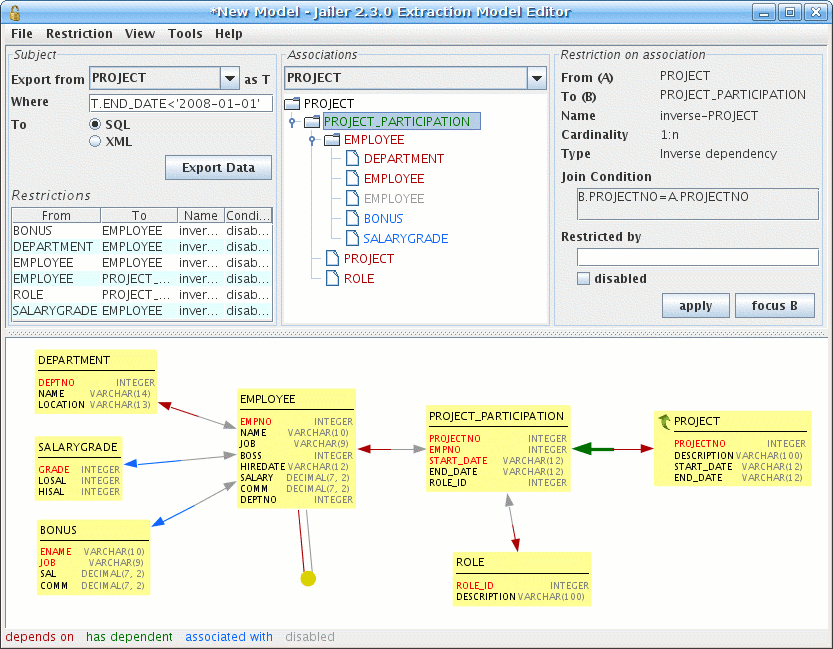 *New Model - Jailer 2.3.0 Extraction Model Editor
File Restriction View Tools Help
Subject
Export from PROJECT as T
Where T.END_DATE<'2008-01-01'
To SQL
XML
Export Data
Restrictions
From To Name Condi...
BONUS EMPLOYEE inver... disab...
DEPARTMENT EMPLOYEE inver... disab...
EMPLOYEE EMPLOYEE inver... disab...
EMPLOYEE PROJECT_... inver... disab...
ROLE PROJECT_... inver... disab...
SALARYGRADE EMPLOYEE inver... disab...
Associations
PROJECT
PROJECT
PROJECT_PARTICIPATION
EMPLOYEE
DEPARTMENT
EMPLOYEE
EMPLOYEE
BONUS
SALARYGRADE
PROJECT
ROLE
Restriction on association
From (A) PROJECT
To (B) PROJECT_PARTICIPATION
Name inverse-PROJECT
Cardinality 1:n
Type Inverse dependency
Join Condition
B.PROJECTNO=A.PROJECTNO
Restricted by
disabled
apply focus B
DEPARTMENT
DEPTNO INTEGER
NAME VARCHAR(14)
LOCATION VARCHAR(13)
SALARYGRADE
GRADE INTEGER
LOSAL INTEGER
HISAL INTEGER
BONUS
ENAME VARCHAR(10)
JOB VARCHAR(9)
SAL DECIMAL(7, 2)
COMM DECIMAL(7, 2)
EMPLOYEE
EMPNO INTEGER
NAME VARCHAR(10)
JOB VARCHAR(9)
BOSS INTEGER
HIREDATE VARCHAR(12)
SALARY DECIMAL(7, 2)
COMM DECIMAL(7, 2)
DEPTNO INTEGER
PROJECT_PARTICIPATION
PROJECTNO INTEGER
EMPNO INTEGER
START_DATE VARCHAR(12)
END_DATE VARCHAR(12)
ROLE_ID INTEGER
PROJECT
PROJECTNO INTEGER
DESCRIPTION VARCHAR(100)
START_DATE VARCHAR(12)
END_DATE VARCHAR(12)
ROLE
ROLE_ID INTEGER
DESCRIPTION VARCHAR(100)
depends on has dependent associated with disabled